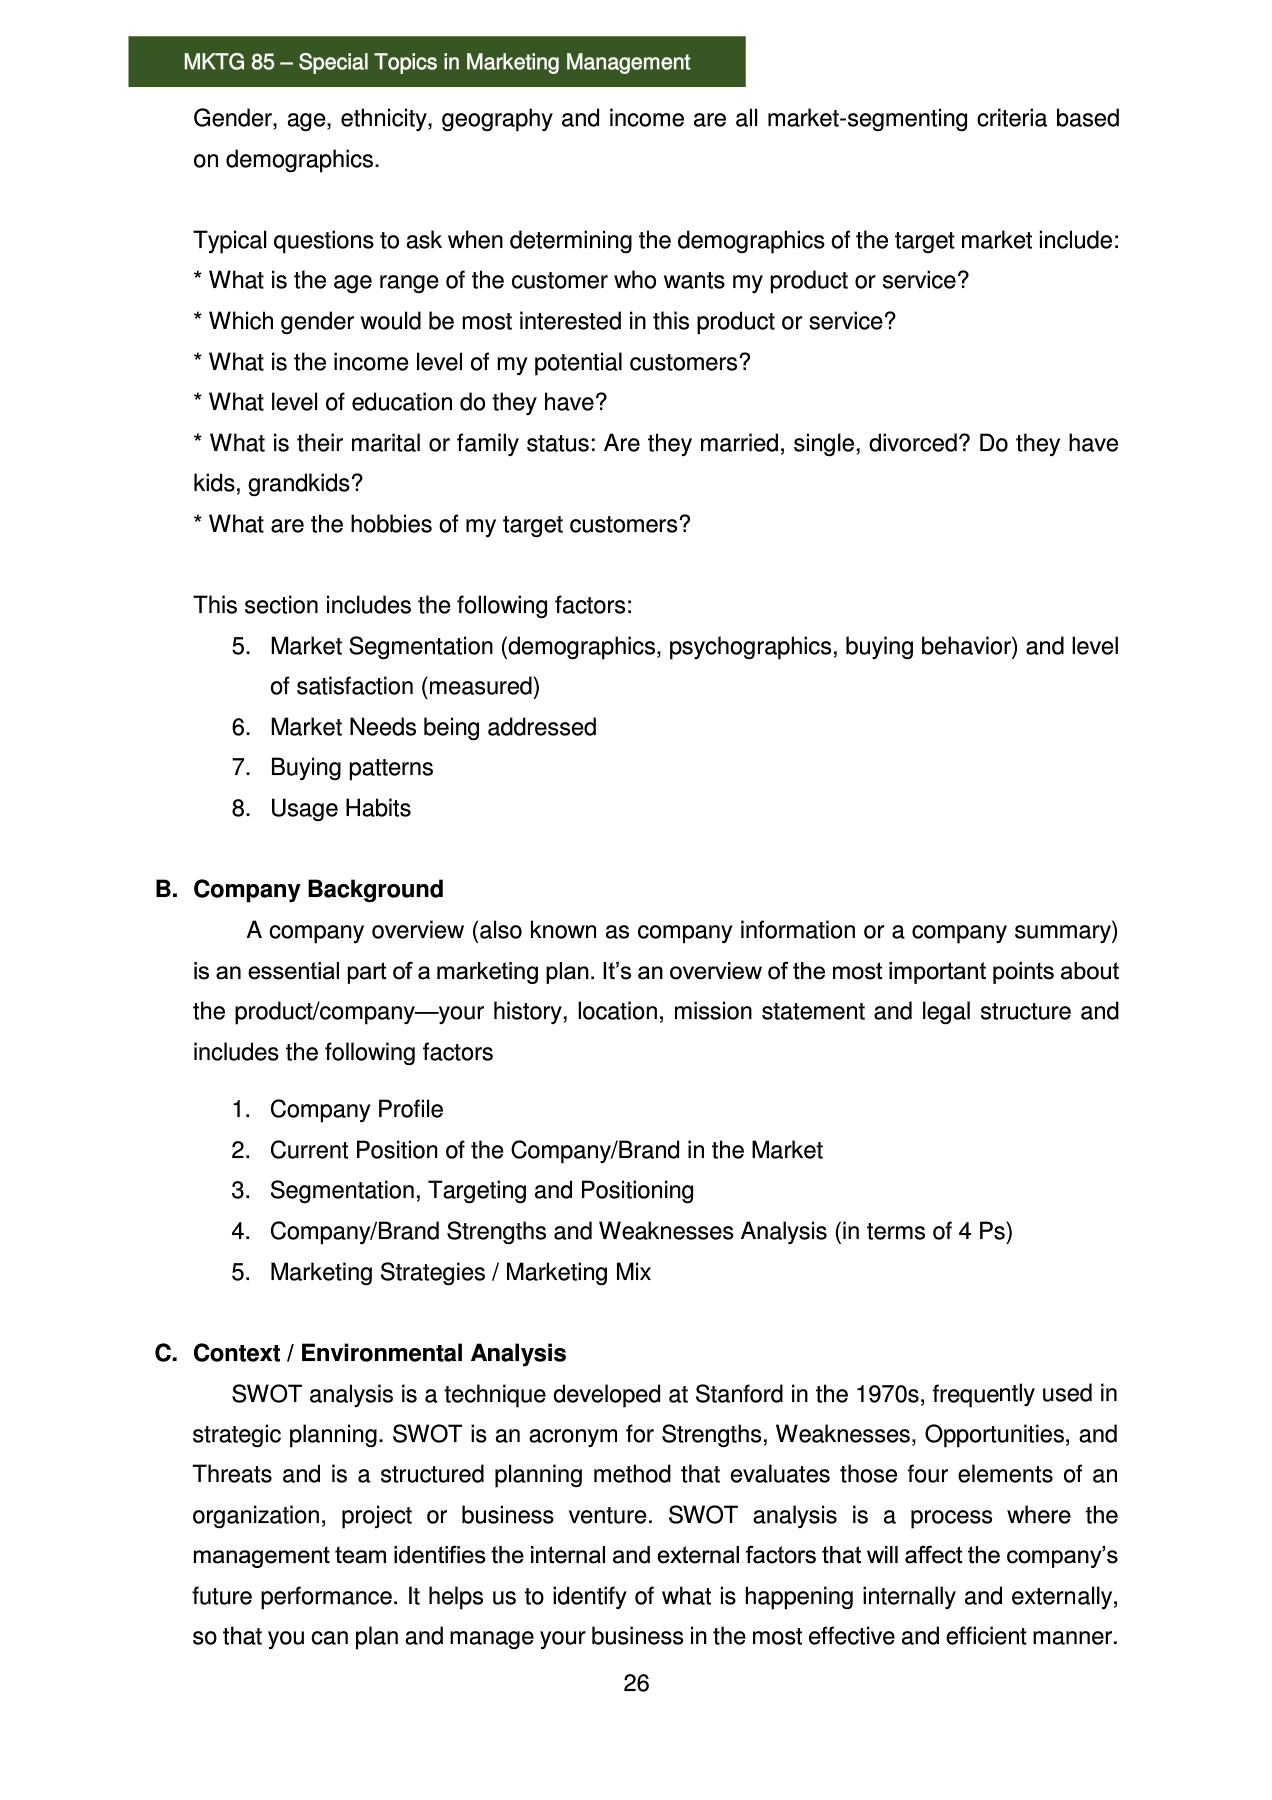 MKTG 85 – Special Topics in Marketing Management
Gender, age, ethnicity, geography and income are all market-segmenting criteria based
on demographics.
Typical questions to ask when determining the demographics of the target market include:
* What is the age range of the customer who wants my product or service?
* Which gender would be most interested in this product or service?
* What is the income level of my potential customers?
* What level of education do they have?
* What is their marital or family status: Are they married, single, divorced? Do they have
kids, grandkids?
* What are the hobbies of my target customers?
This section includes the following factors:
5. Market Segmentation (demographics, psychographics, buying behavior) and level
of satisfaction (measured)
6. Market Needs being addressed
7. Buying patterns
8. Usage Habits
B. Company Background
A company overview (also known as company information or a company summary)
is an essential part of a marketing plan. It’s an overview of the most important points about
the product/company—your history, location, mission statement and legal structure and
includes the following factors
1. Company Profile
2. Current Position of the Company/Brand in the Market
3. Segmentation, Targeting and Positioning
4. Company/Brand Strengths and Weaknesses Analysis (in terms of 4 Ps)
5. Marketing Strategies / Marketing Mix
C. Context / Environmental Analysis
SWOT analysis is a technique developed at Stanford in the 1970s, frequently used in
strategic planning. SWOT is an acronym for Strengths, Weaknesses, Opportunities, and
Threats and is a structured planning method that evaluates those four elements of an
organization, project or business venture. SWOT analysis is a process where the
management team identifies the internal and external factors that will affect the company’s
future performance. It helps us to identify of what is happening internally and externally,
so that you can plan and manage your business in the most effective and efficient manner.
26